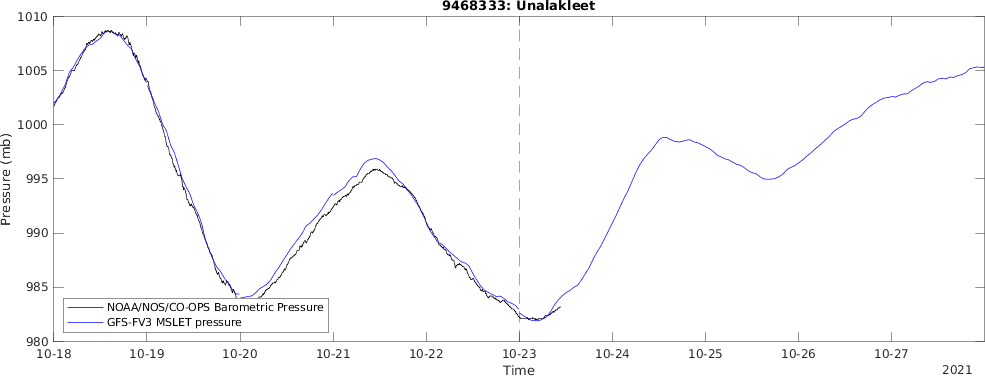 9468333: Unalakleet
1010
1005
1000
995
990
985
980
Pressure (mb)
NOAA/NOS/CO-OPS Barometric Pressure
GFS-FV3 MSLET pressure
10-18 10-19 10-20 10-21 10-22 10-23 10-24 10-25 10-26 10-27
Time
2021